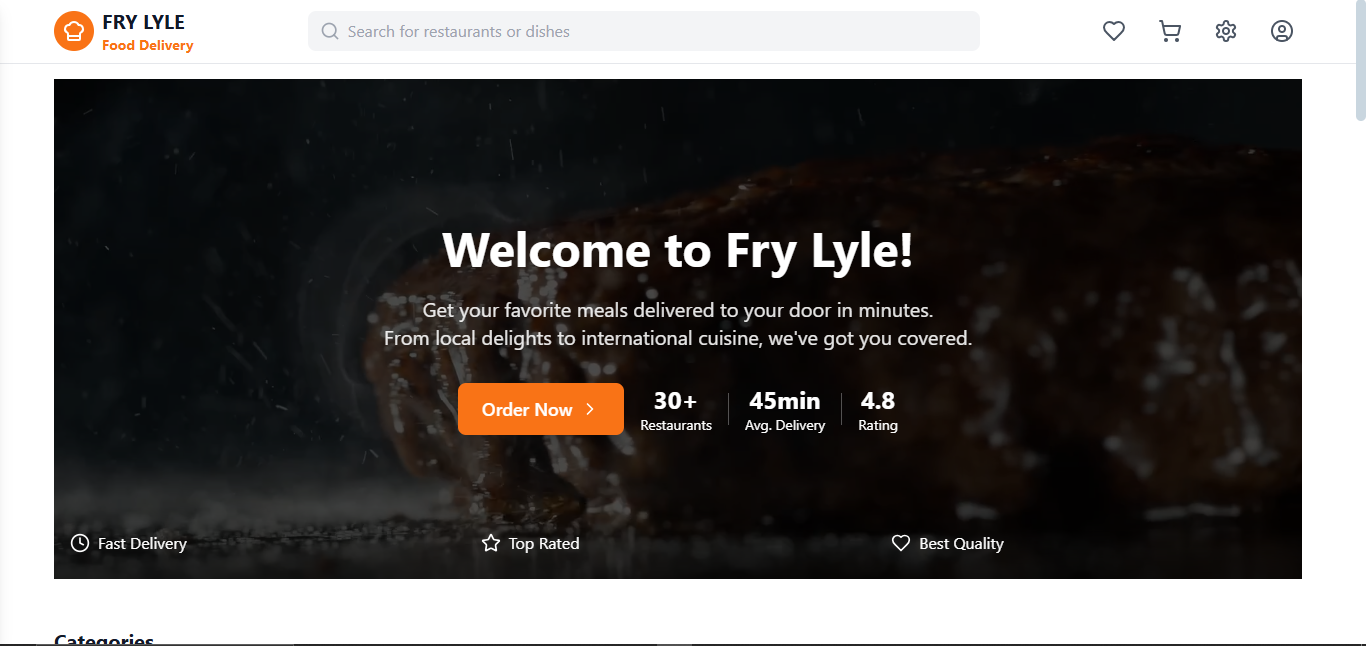 FRY LYLE
Food Delivery
Search for restaurants or dishes
Welcome to Fry Lyle!
Get your favorite meals delivered to your door in minutes.
From local delights to international cuisine, we've got you covered.
Order Now
30+
Restaurants
45min
Avg. Delivery
4.8
Rating
Fast Delivery
Top Rated
Best Quality
Categories